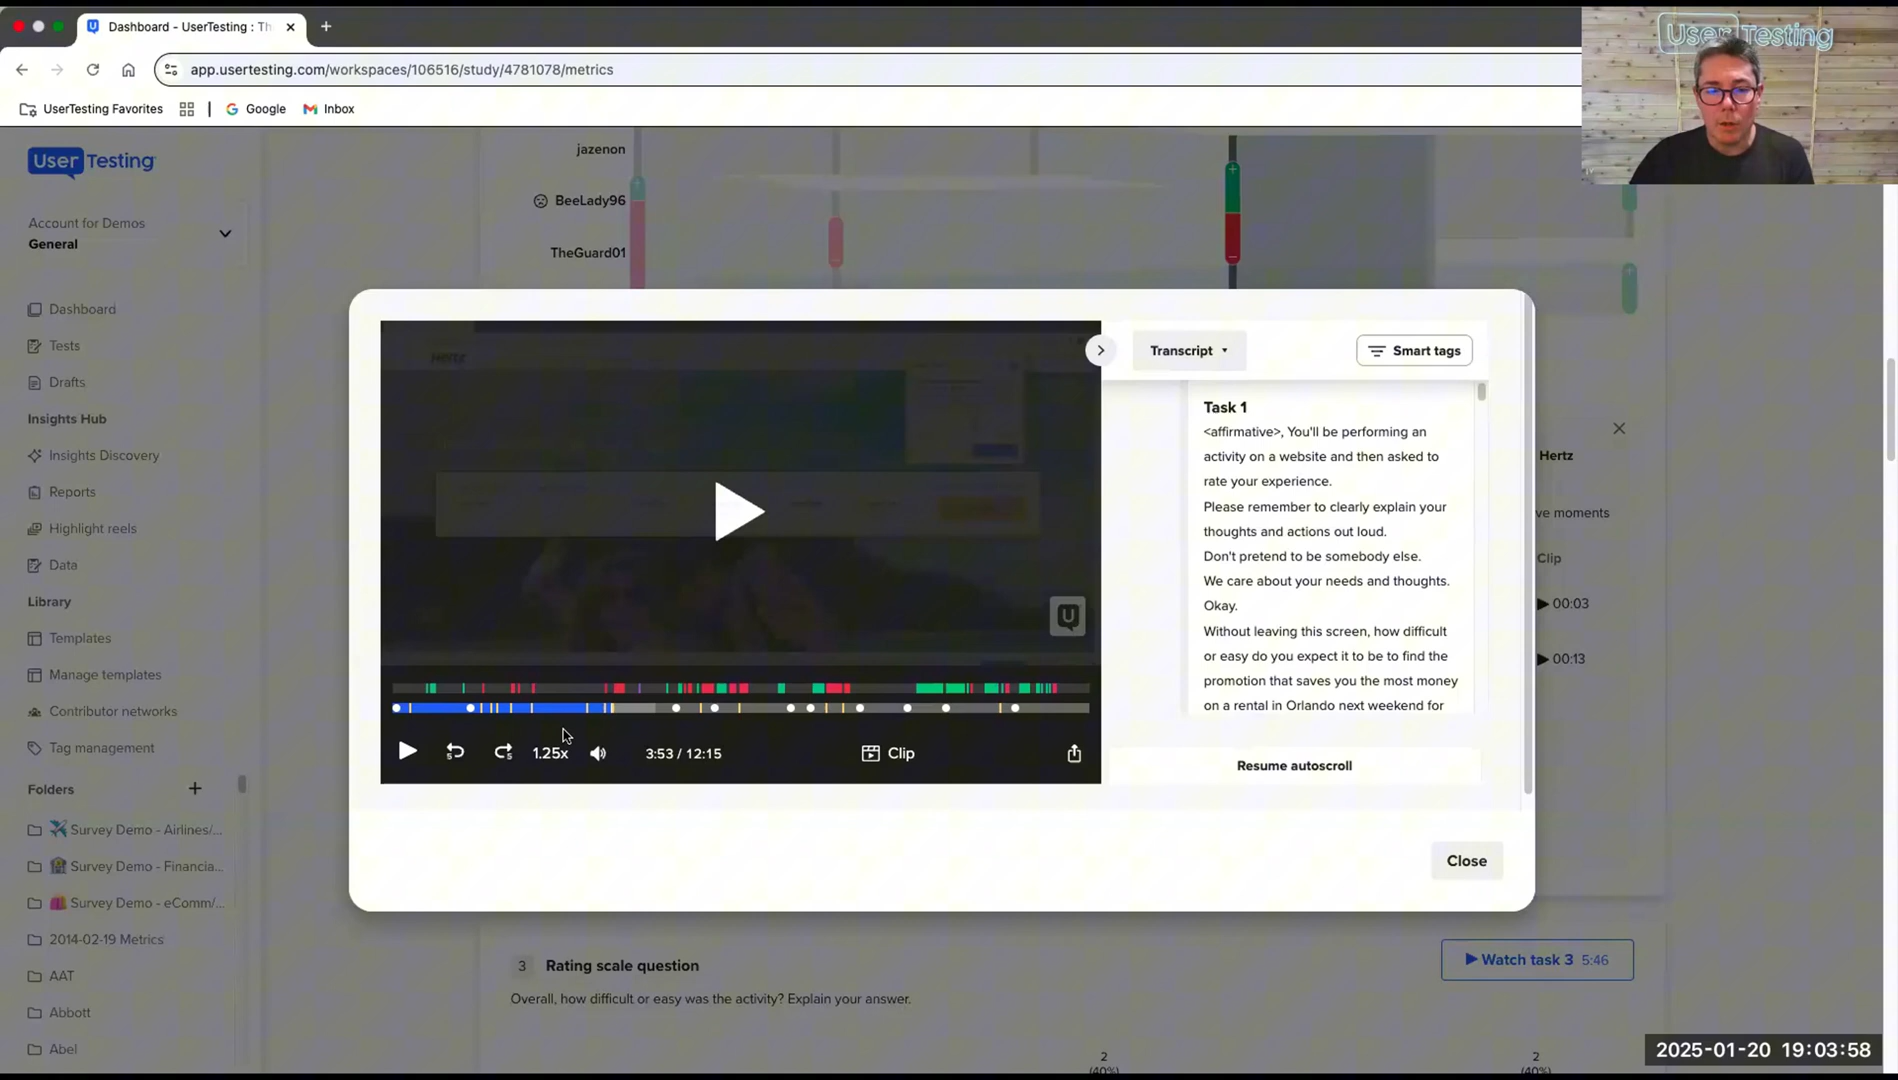 Dashboard - UserTesting : Th
app.usertesting.com/workspaces/106516/study/4781078/metrics
UserTesting Favorites
Google
Inbox
User Testing
UserTesting
Account for Demos
General
Dashboard
Tests
Drafts
Insights Hub
Insights Discovery
Reports
Highlight reels
Data
Library
Templates
Manage templates
Contributor networks
Tag management
Folders
Survey Demo - Airlines/...
Survey Demo - Financia...
Survey Demo - eComm/...
2014-02-19 Metrics
AAT
Abbott
Abel
jazenon
BeeLady96
TheGuard01
Hertz
3:53 / 12:15
1.25x
Clip
Transcript
Smart tags
Task 1
<affirmative>, You'll be performing an
activity on a website and then asked to
rate your experience.
Please remember to clearly explain your
thoughts and actions out loud.
Don't pretend to be somebody else.
We care about your needs and thoughts.
Okay.
Without leaving this screen, how difficult
or easy do you expect it to be to find the
promotion that saves you the most money
on a rental in Orlando next weekend for
Resume autoscroll
Close
Hertz
ve moments
Clip
00:03
00:13
3 Rating scale question
Overall, how difficult or easy was the activity? Explain your answer.
Watch task 3 5:46
2
(40%)
2
(40%)
2025-01-20 19:03:58